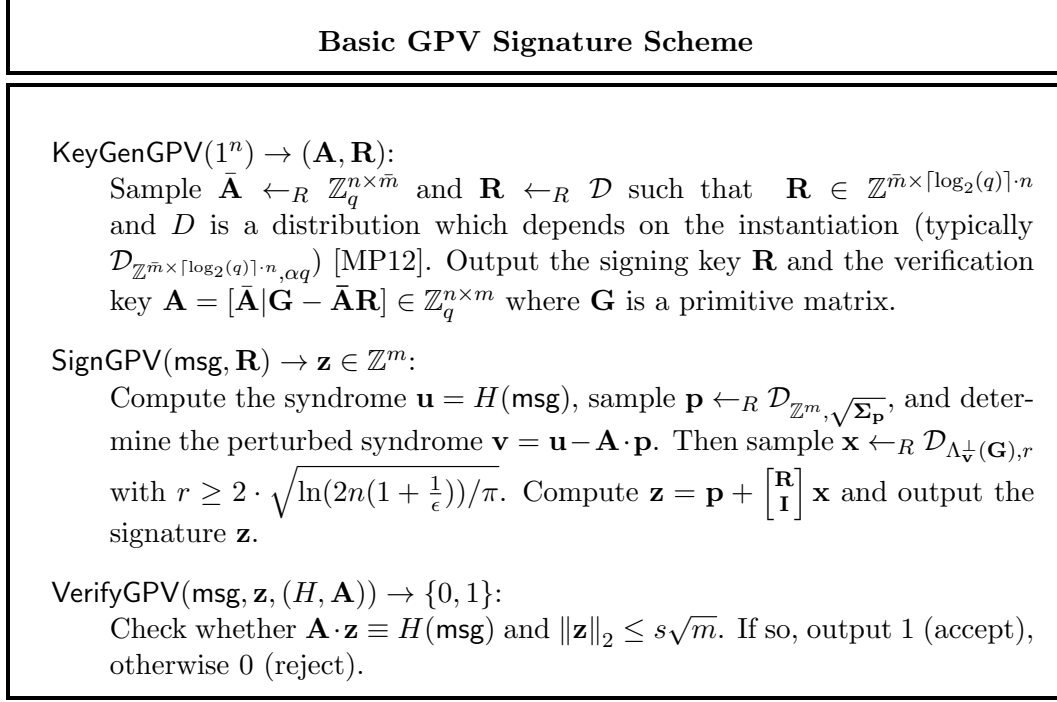 Basic GPV Signature Scheme
KeyGenGPV(1^n) → (A, R):
Sample Ā ←_R ℤ_q^{n×m̄} and R ←_R 𝒟 such that R ∈ ℤ^{m̄×⌈log_2(q)⌉·n}
and D is a distribution which depends on the instantiation (typically
𝒟_{ℤ^{m̄×⌈log_2(q)⌉·n},αq}) [MP12]. Output the signing key R and the verification
key A = [Ā|G − ĀR] ∈ ℤ_q^{n×m} where G is a primitive matrix.
SignGPV(msg, R) → z ∈ ℤ^m:
Compute the syndrome u = H(msg), sample p ←_R 𝒟_{ℤ^m,√Σ_p}, and deter-
mine the perturbed syndrome v = u − A · p. Then sample x ←_R 𝒟_{Λ_v^⊥(G),r}
with r ≥ 2 · √(ln(2n(1 + 1/ϵ))/π). Compute z = p + [R I] x and output the
signature z.
VerifyGPV(msg, z, (H, A)) → {0, 1}:
Check whether A · z ≡ H(msg) and ‖z‖_2 ≤ s√m. If so, output 1 (accept),
otherwise 0 (reject).